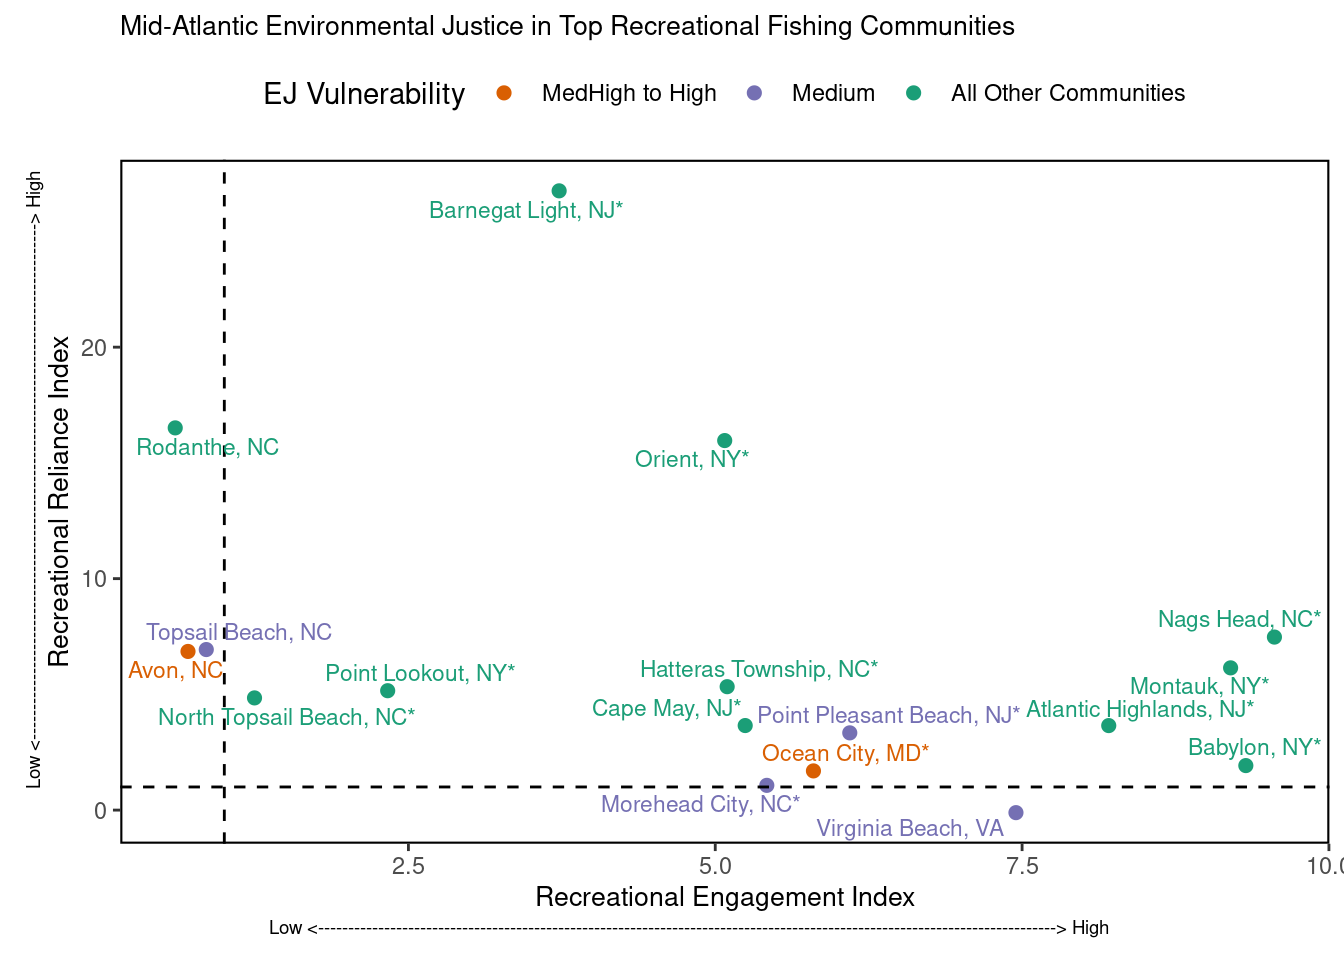 Mid-Atlantic Environmental Justice in Top Recreational Fishing Communities
EJ Vulnerability MedHigh to High Medium All Other Communities
Low <--------------------------------------------------------------------------------------> High
Recreational Reliance Index
20
10
0
Barnegat Light, NJ*
Rodanthe, NC
Orient, NY*
Nags Head, NC*
Topsail Beach, NC
Avon, NC
Point Lookout, NY*
Hatteras Township, NC*
Montauk, NY*
North Topsail Beach, NC*
Cape May, NJ*
Point Pleasant Beach, NJ*
Atlantic Highlands, NJ*
Ocean City, MD*
Babylon, NY*
Morehead City, NC*
Virginia Beach, VA
2.5 5.0 7.5 10.0
Recreational Engagement Index
Low <---------------------------------------------------------------------------------------------------------------------------> High